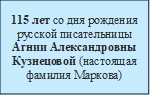 115 лет со дня рождения
русской писательницы
Агнии Александровны
Кузнецовой (настоящая
фамилия Маркова)